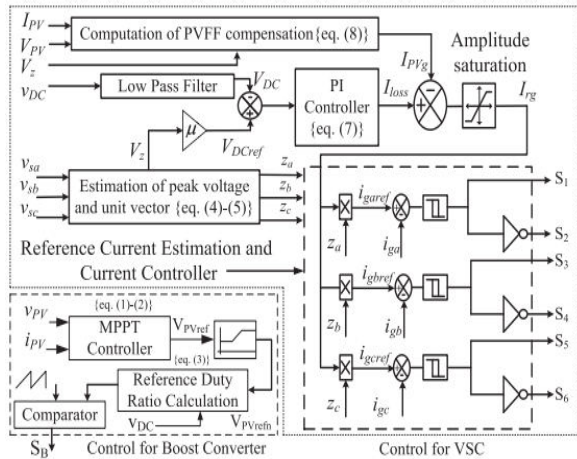 I_PV
V_PV
V_z
Computation of PVFF compensation{eq. (8)}
I_PVg
Amplitude
saturation
v_DC
Low Pass Filter
V_DC
PI
Controller
{eq. (7)}
I_loss
I_rg
μ
V_z
V_DCref
v_sa
v_sb
v_sc
Estimation of peak voltage
and unit vector {eq. (4)-(5)}
z_a
z_b
z_c
Reference Current Estimation and
Current Controller
i_garef
z_a
i_ga
S_1
S_2
i_gbref
z_b
i_gb
S_3
S_4
i_gcref
z_c
i_gc
S_5
S_6
Control for VSC
v_PV
i_PV
{eq. (1)-(2)}
MPPT
Controller
V_PVref
{eq. (3)}
Reference Duty
Ratio Calculation
v_DC
V_PVrefn
Comparator
S_B
Control for Boost Converter